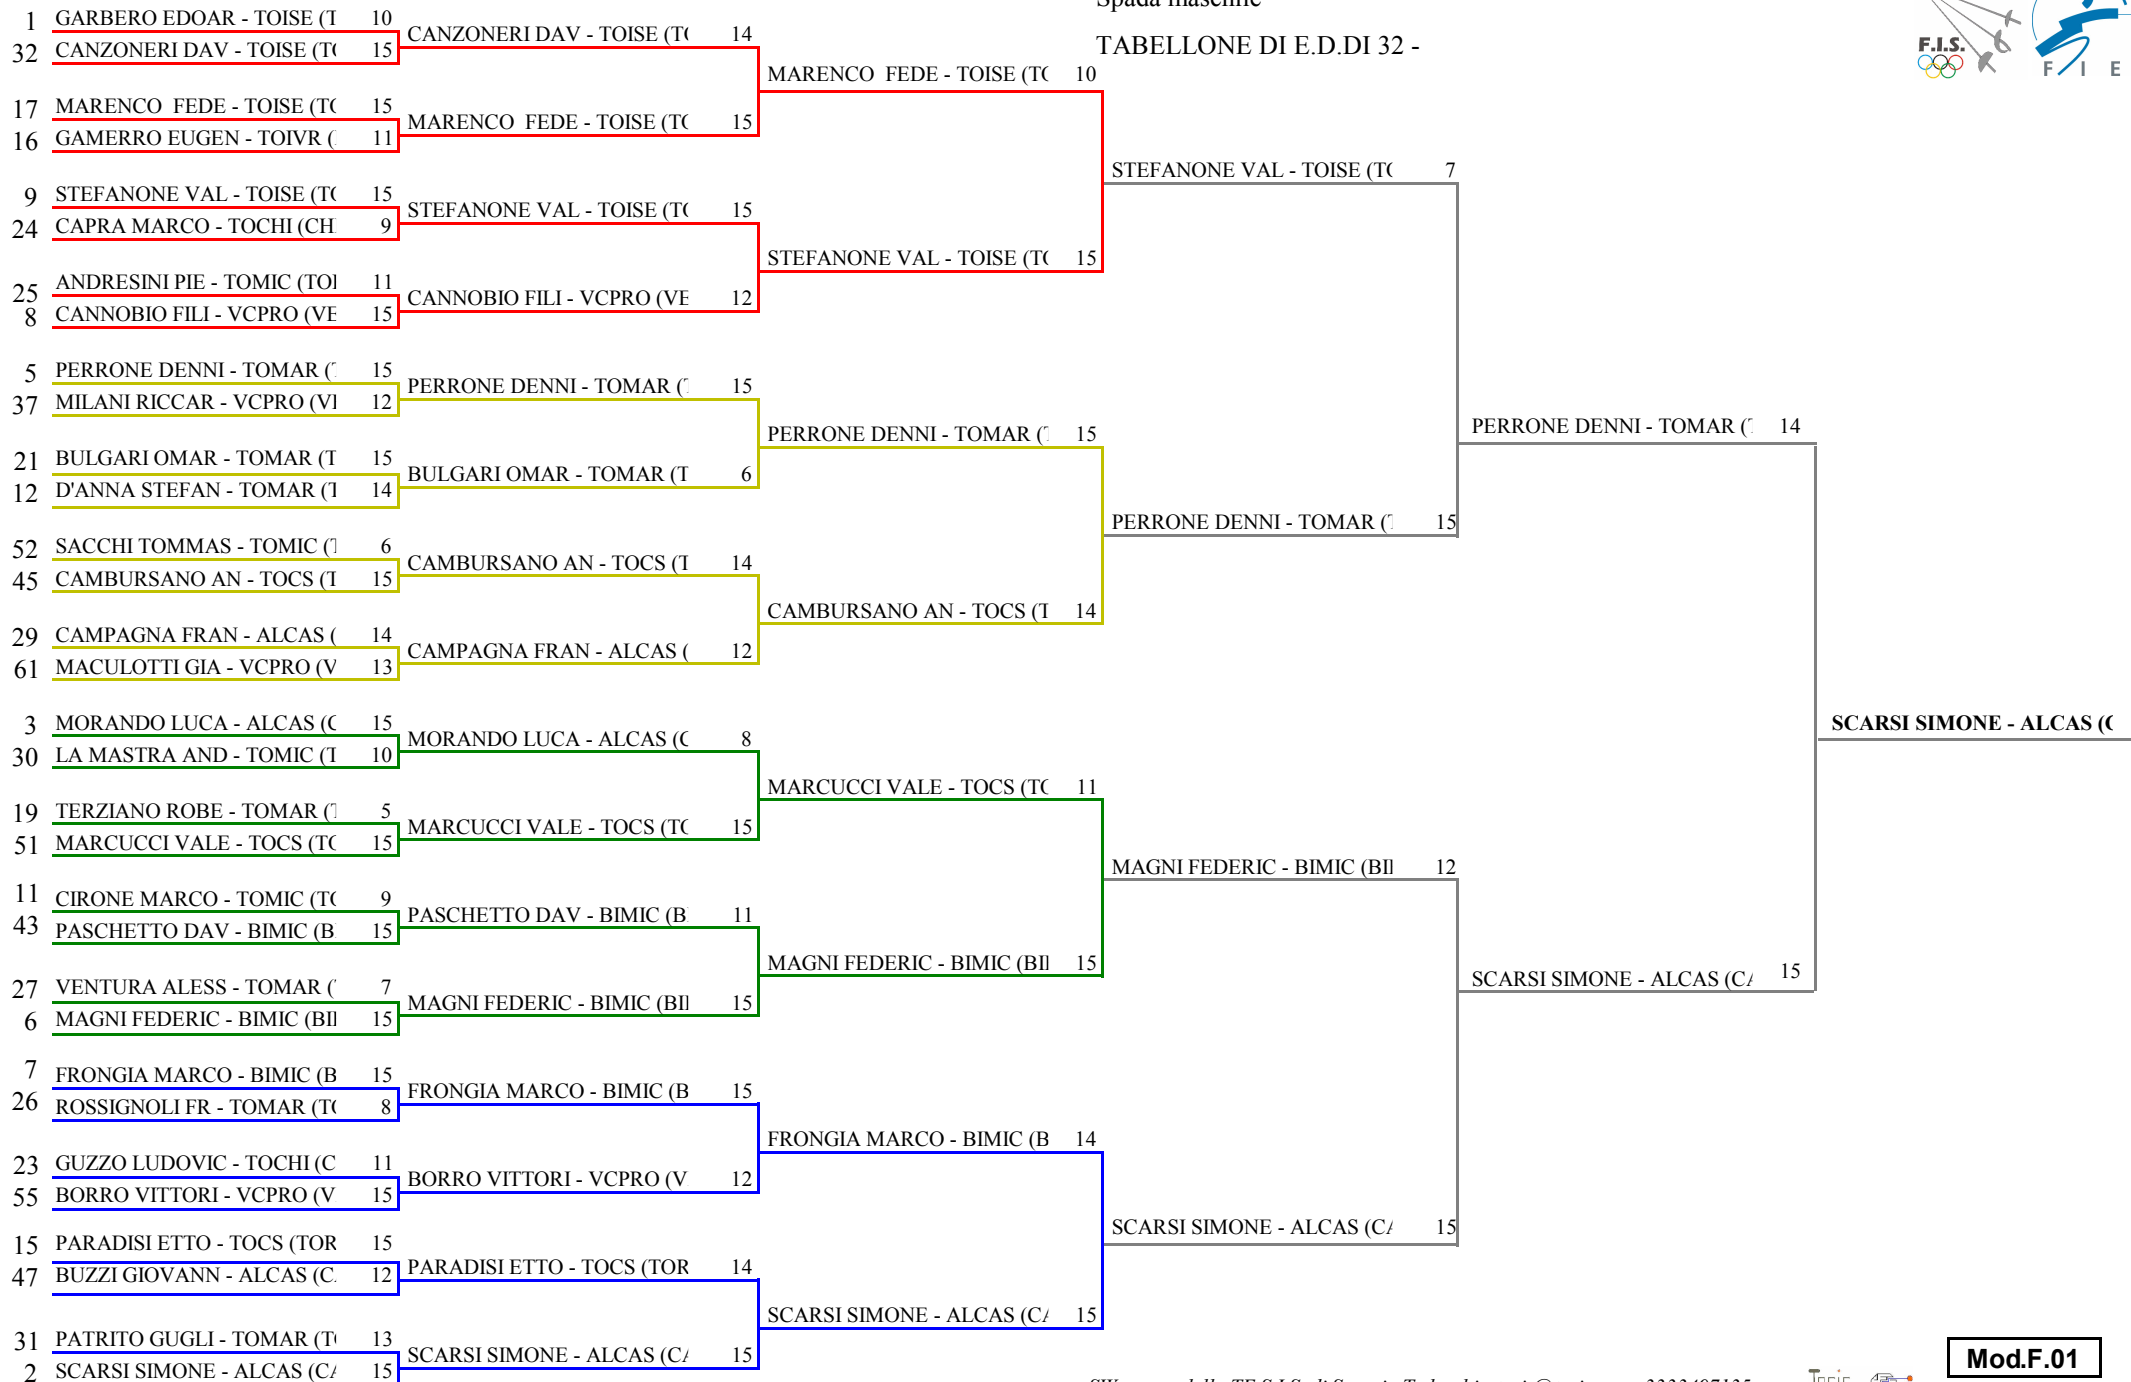 Spada maschile
TABELLONE DI E.D.DI 32 -
F.I.S.
F I E
1 GARBERO EDOAR - TOISE (T 10
32 CANZONERI DAV - TOISE (T( 15
17 MARENCO FEDE - TOISE (T( 15
16 GAMERRO EUGEN - TOIVR ( 11
9 STEFANONE VAL - TOISE (T( 15
24 CAPRA MARCO - TOCHI (CH 9
25 ANDRESINI PIE - TOMIC (TOI 11
8 CANNOBIO FILI - VCPRO (VE 15
5 PERRONE DENNI - TOMAR ( 15
37 MILANI RICCAR - VCPRO (VI 12
21 BULGARI OMAR - TOMAR (T 15
12 D'ANNA STEFAN - TOMAR (T 14
52 SACCHI TOMMAS - TOMIC (T 6
45 CAMBURSANO AN - TOCS (T 15
29 CAMPAGNA FRAN - ALCAS ( 14
61 MACULOTTI GIA - VCPRO (V 13
3 MORANDO LUCA - ALCAS (C 15
30 LA MASTRA AND - TOMIC (T 10
19 TERZIANO ROBE - TOMAR (T 5
51 MARCUCCI VALE - TOCS (TC 15
11 CIRONE MARCO - TOMIC (T( 9
43 PASCHETTO DAV - BIMIC (B 15
27 VENTURA ALESS - TOMAR ( 7
6 MAGNI FEDERIC - BIMIC (BII 15
7 FRONGIA MARCO - BIMIC (B 15
26 ROSSIGNOLI FR - TOMAR (T( 8
23 GUZZO LUDOVIC - TOCHI (C 11
55 BORRO VITTORI - VCPRO (V 15
15 PARADISI ETTO - TOCS (TOR 15
47 BUZZI GIOVANN - ALCAS (C 12
31 PATRITO GUGLI - TOMAR (T( 13
2 SCARSI SIMONE - ALCAS (CA 15
CANZONERI DAV - TOISE (T( 14
MARENCO FEDE - TOISE (T( 15
STEFANONE VAL - TOISE (T( 15
CANNOBIO FILI - VCPRO (VE 12
PERRONE DENNI - TOMAR ( 15
BULGARI OMAR - TOMAR (T 6
CAMBURSANO AN - TOCS (T 14
CAMPAGNA FRAN - ALCAS ( 12
MORANDO LUCA - ALCAS (C 8
MARCUCCI VALE - TOCS (TC 15
PASCHETTO DAV - BIMIC (B 11
MAGNI FEDERIC - BIMIC (BII 15
FRONGIA MARCO - BIMIC (B 15
BORRO VITTORI - VCPRO (V 12
PARADISI ETTO - TOCS (TOR 14
SCARSI SIMONE - ALCAS (CA 15
MARENCO FEDE - TOISE (T( 10
STEFANONE VAL - TOISE (T( 15
PERRONE DENNI - TOMAR ( 15
CAMBURSANO AN - TOCS (T 14
MARCUCCI VALE - TOCS (TC 11
MAGNI FEDERIC - BIMIC (BII 15
FRONGIA MARCO - BIMIC (B 14
SCARSI SIMONE - ALCAS (CA 15
STEFANONE VAL - TOISE (T( 7
PERRONE DENNI - TOMAR ( 15
MAGNI FEDERIC - BIMIC (BII 12
SCARSI SIMONE - ALCAS (CA 15
PERRONE DENNI - TOMAR ( 14
SCARSI SIMONE - ALCAS (CA 15
SCARSI SIMONE - ALCAS (C
Mod.F.01